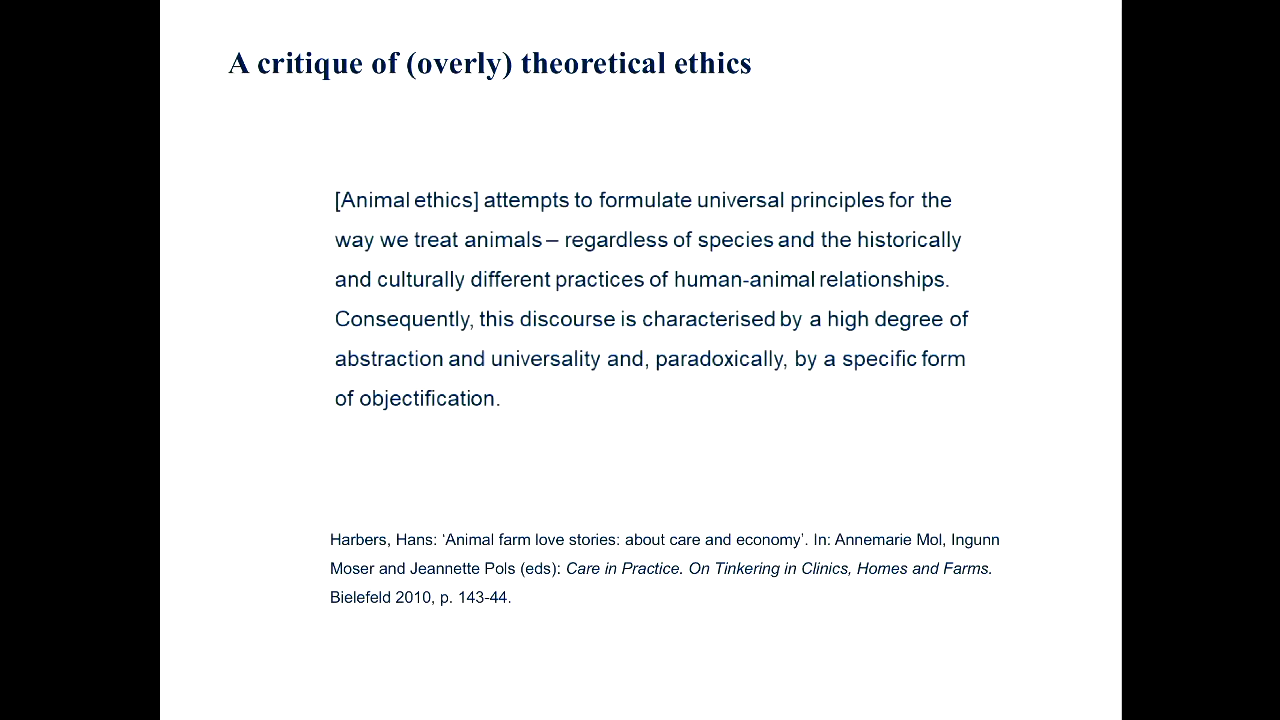 A critique of (overly) theoretical ethics
[Animal ethics] attempts to formulate universal principles for the
way we treat animals – regardless of species and the historically
and culturally different practices of human-animal relationships.
Consequently, this discourse is characterised by a high degree of
abstraction and universality and, paradoxically, by a specific form
of objectification.
Harbers, Hans: ‘Animal farm love stories: about care and economy’. In: Annemarie Mol, Ingunn
Moser and Jeannette Pols (eds): Care in Practice. On Tinkering in Clinics, Homes and Farms.
Bielefeld 2010, p. 143-44.